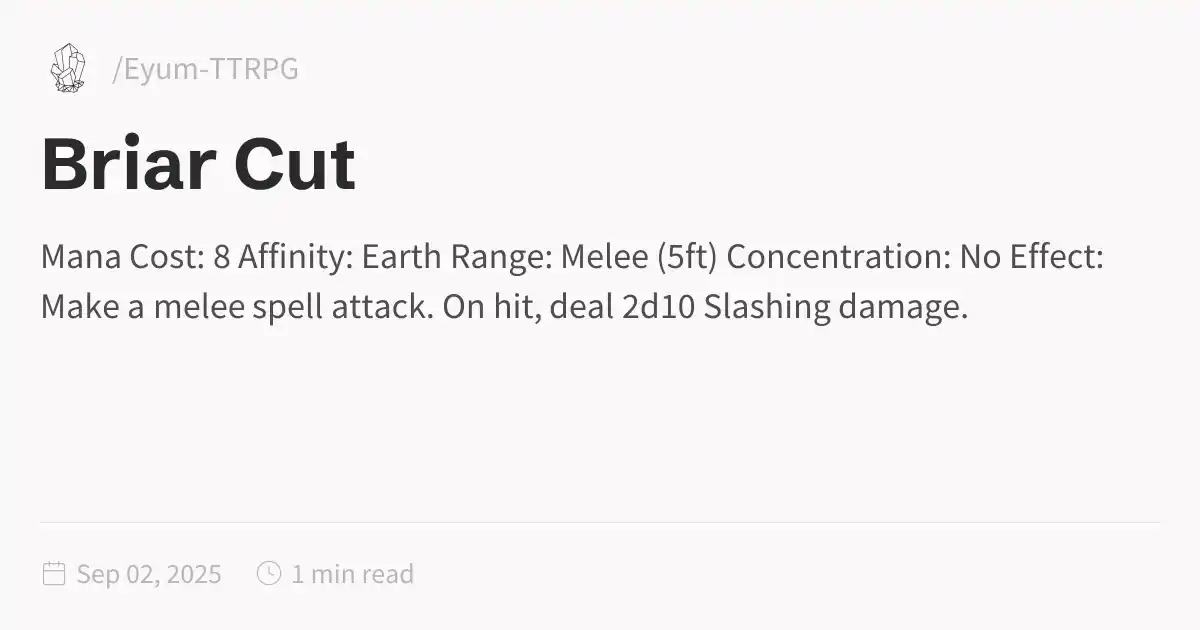 /Eyum-TTRPG
Briar Cut
Mana Cost: 8 Affinity: Earth Range: Melee (5ft) Concentration: No Effect:
Make a melee spell attack. On hit, deal 2d10 Slashing damage.
Sep 02, 2025 1 min read